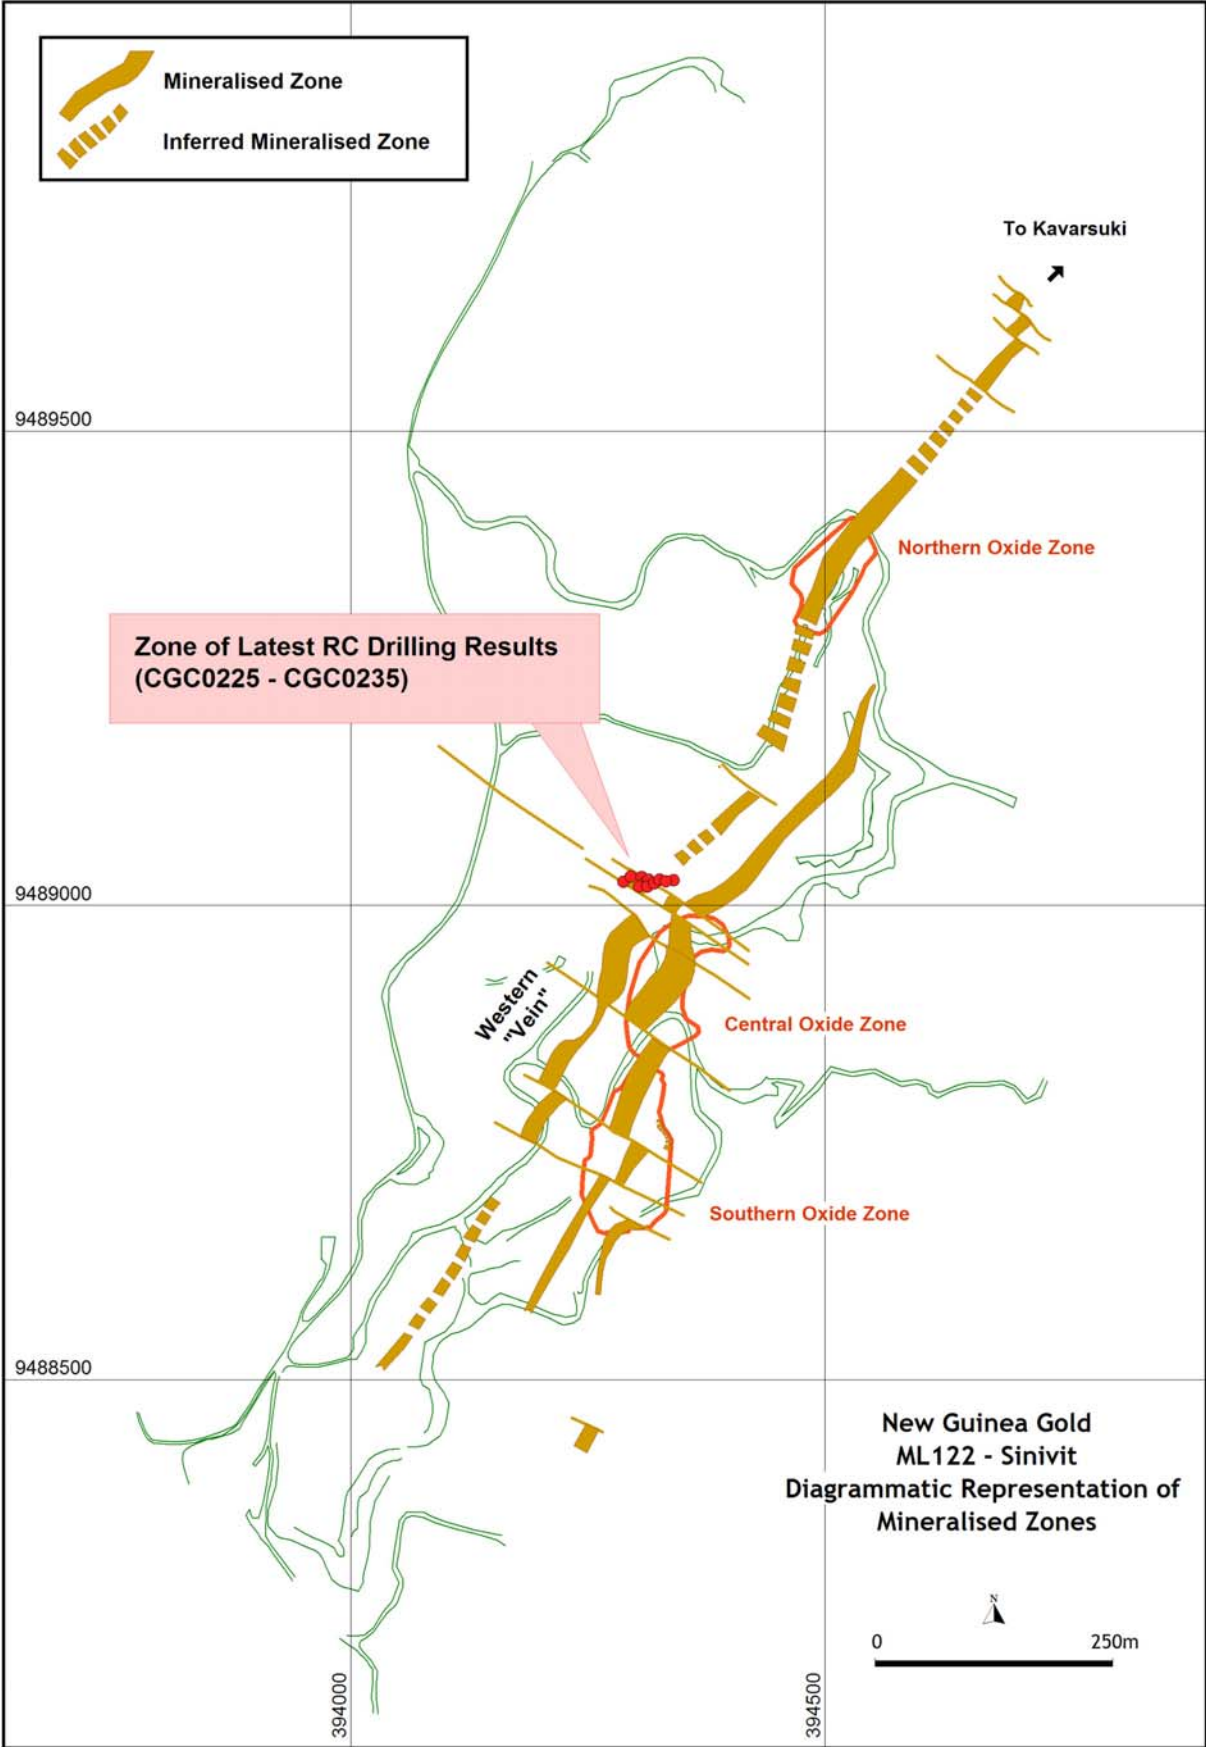 Mineralised Zone
Inferred Mineralised Zone
To Kavarsuki
9489500
Northern Oxide Zone
Zone of Latest RC Drilling Results
(CGC0225 - CGC0235)
9489000
Western
"Vein"
Central Oxide Zone
Southern Oxide Zone
9488500
New Guinea Gold
ML122 - Sinivit
Diagrammatic Representation of
Mineralised Zones
N
0 250m
394000
394500